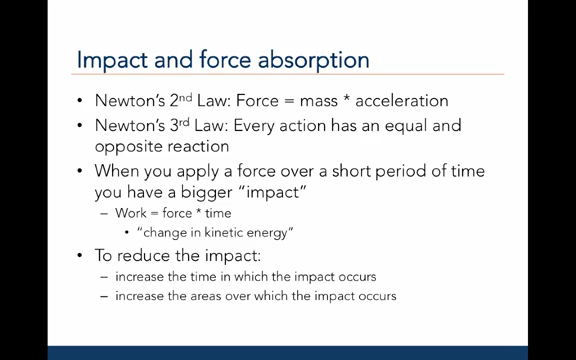 Impact and force absorption
• Newton's 2nd Law: Force = mass * acceleration
• Newton's 3rd Law: Every action has an equal and
opposite reaction
• When you apply a force over a short period of time
you have a bigger "impact"
– Work = force * time
• "change in kinetic energy"
• To reduce the impact:
– increase the time in which the impact occurs
– increase the areas over which the impact occurs